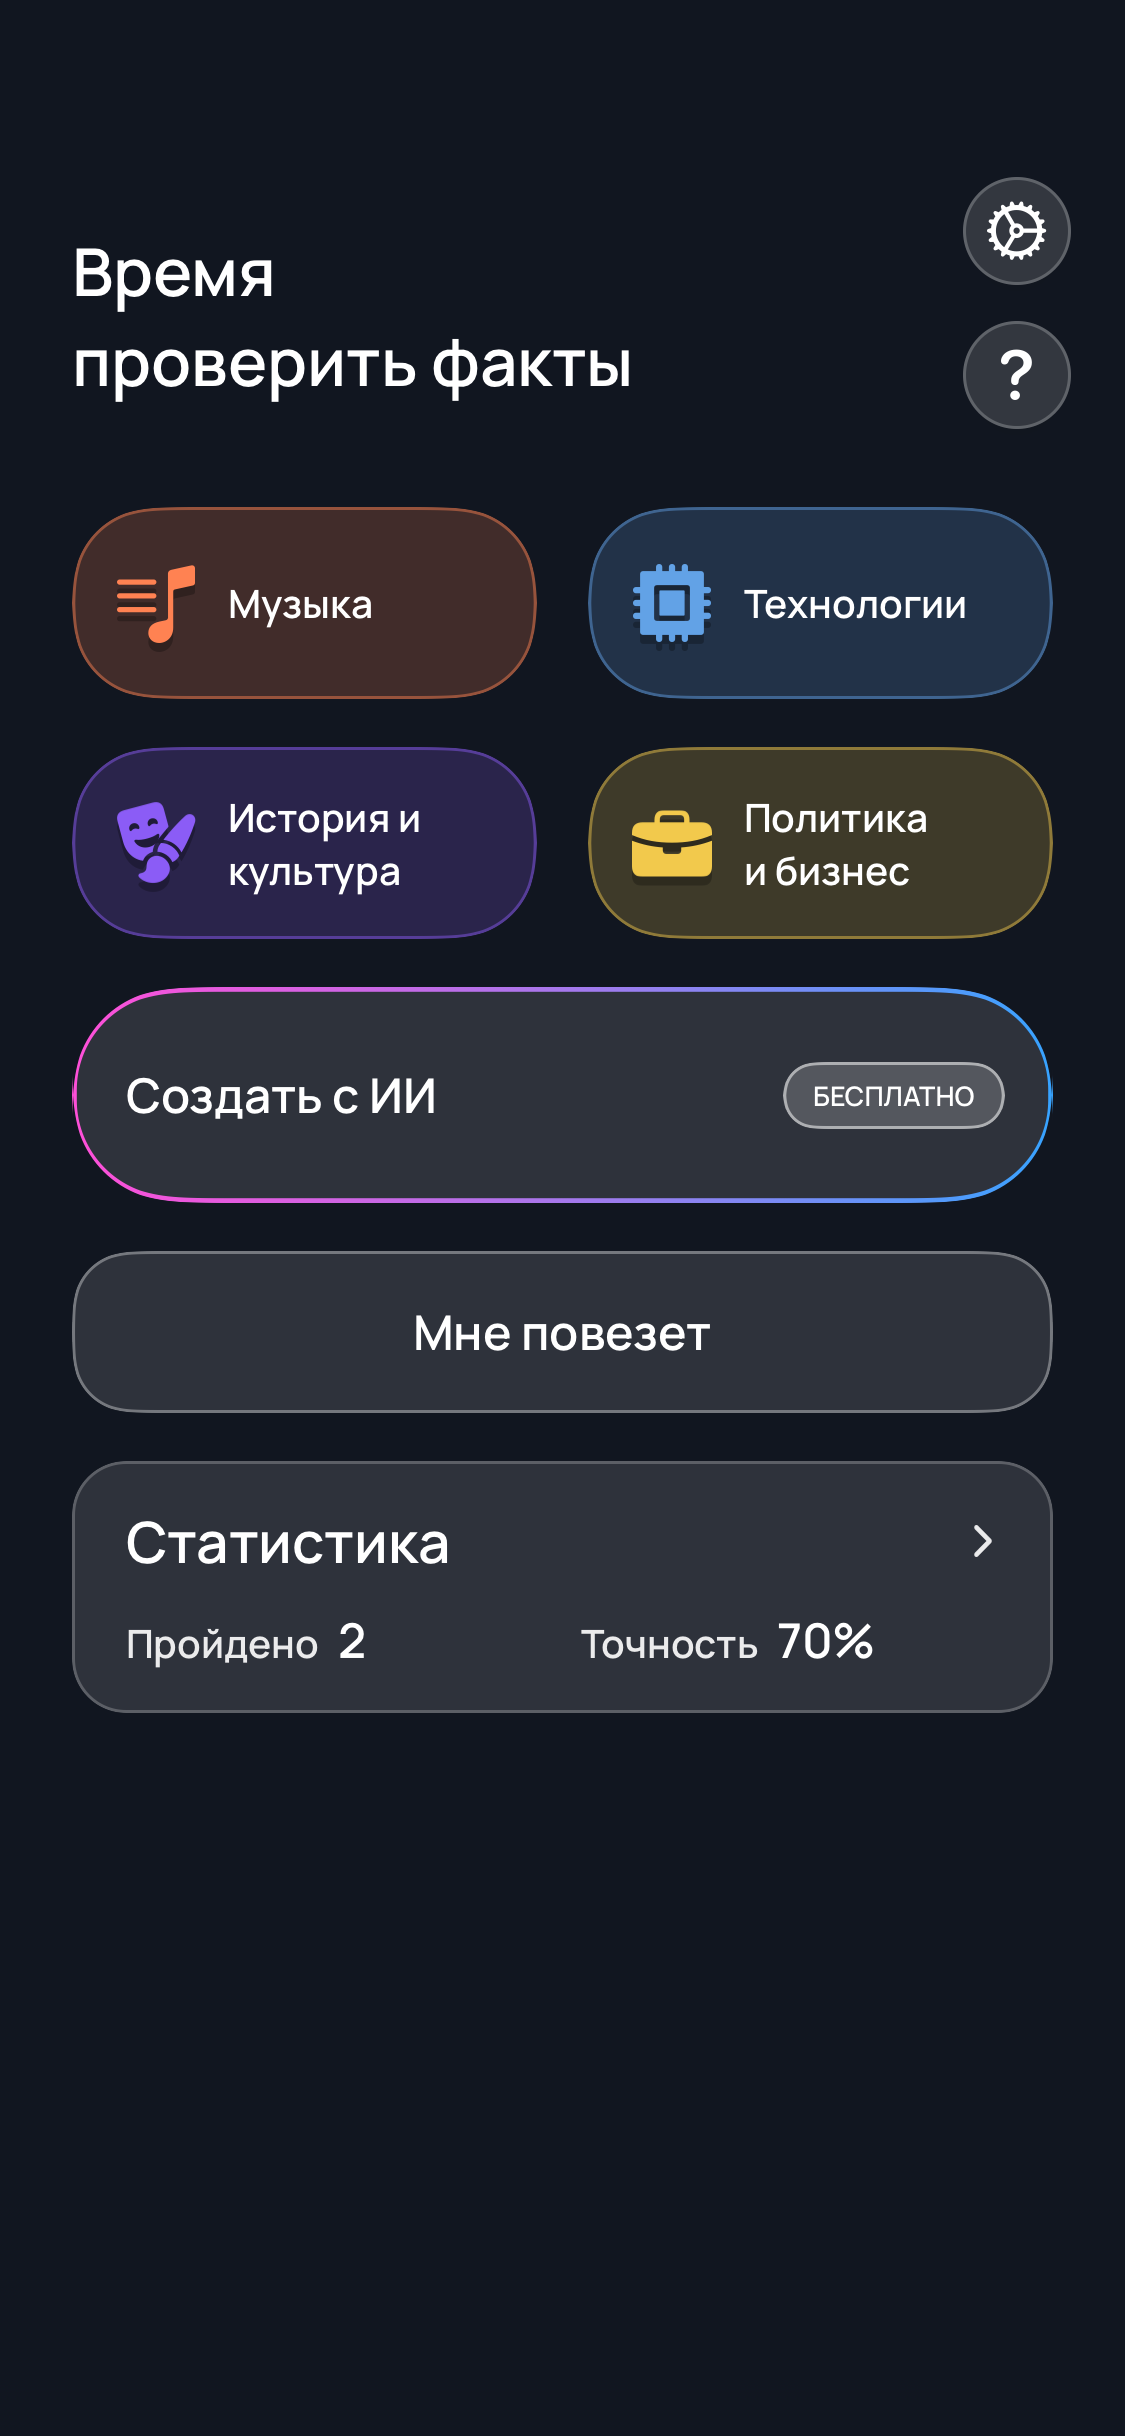 Время
проверить факты
?
Музыка
Технологии
История и
культура
Политика
и бизнес
Создать с ИИ
БЕСПЛАТНО
Мне повезет
Статистика
Пройдено 2
Точность 70%